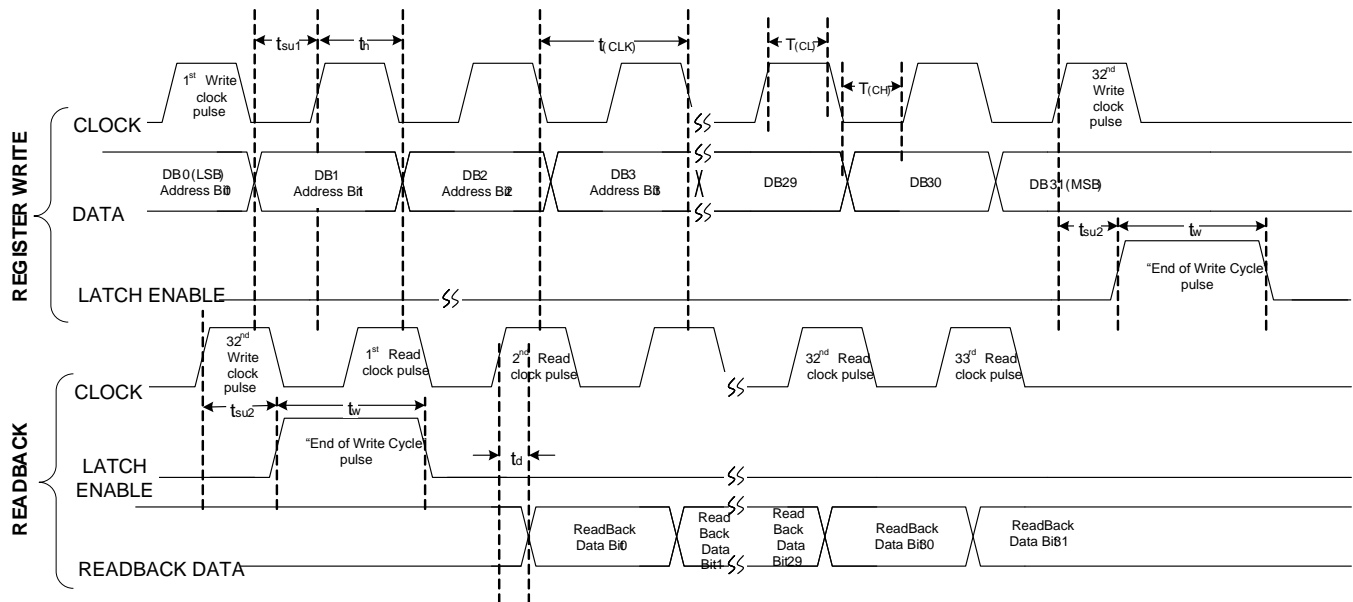 REGISTER WRITE
tsu1
th
t(CLK)
T(CL)
T(CH)
1st Write
clock
pulse
32nd
Write
clock
pulse
CLOCK
DB0(LSB)
Address Bit0
DB1
Address Bit1
DB2
Address Bit2
DB3
Address Bit3
DB29
DB30
DB31(MSB)
DATA
tsu2
tw
"End of Write Cycle
pulse
LATCH ENABLE
READBACK
32nd
Write
clock
pulse
1st Read
clock pulse
2nd Read
clock pulse
32nd Read
clock pulse
33rd Read
clock pulse
CLOCK
tsu2
tw
"End of Write Cycle
pulse
td
LATCH
ENABLE
ReadBack
Data Bit0
Read
Back
Data
Bit1
Read
Back
Data
Bit29
ReadBack
Data Bit30
ReadBack
Data Bit31
READBACK DATA